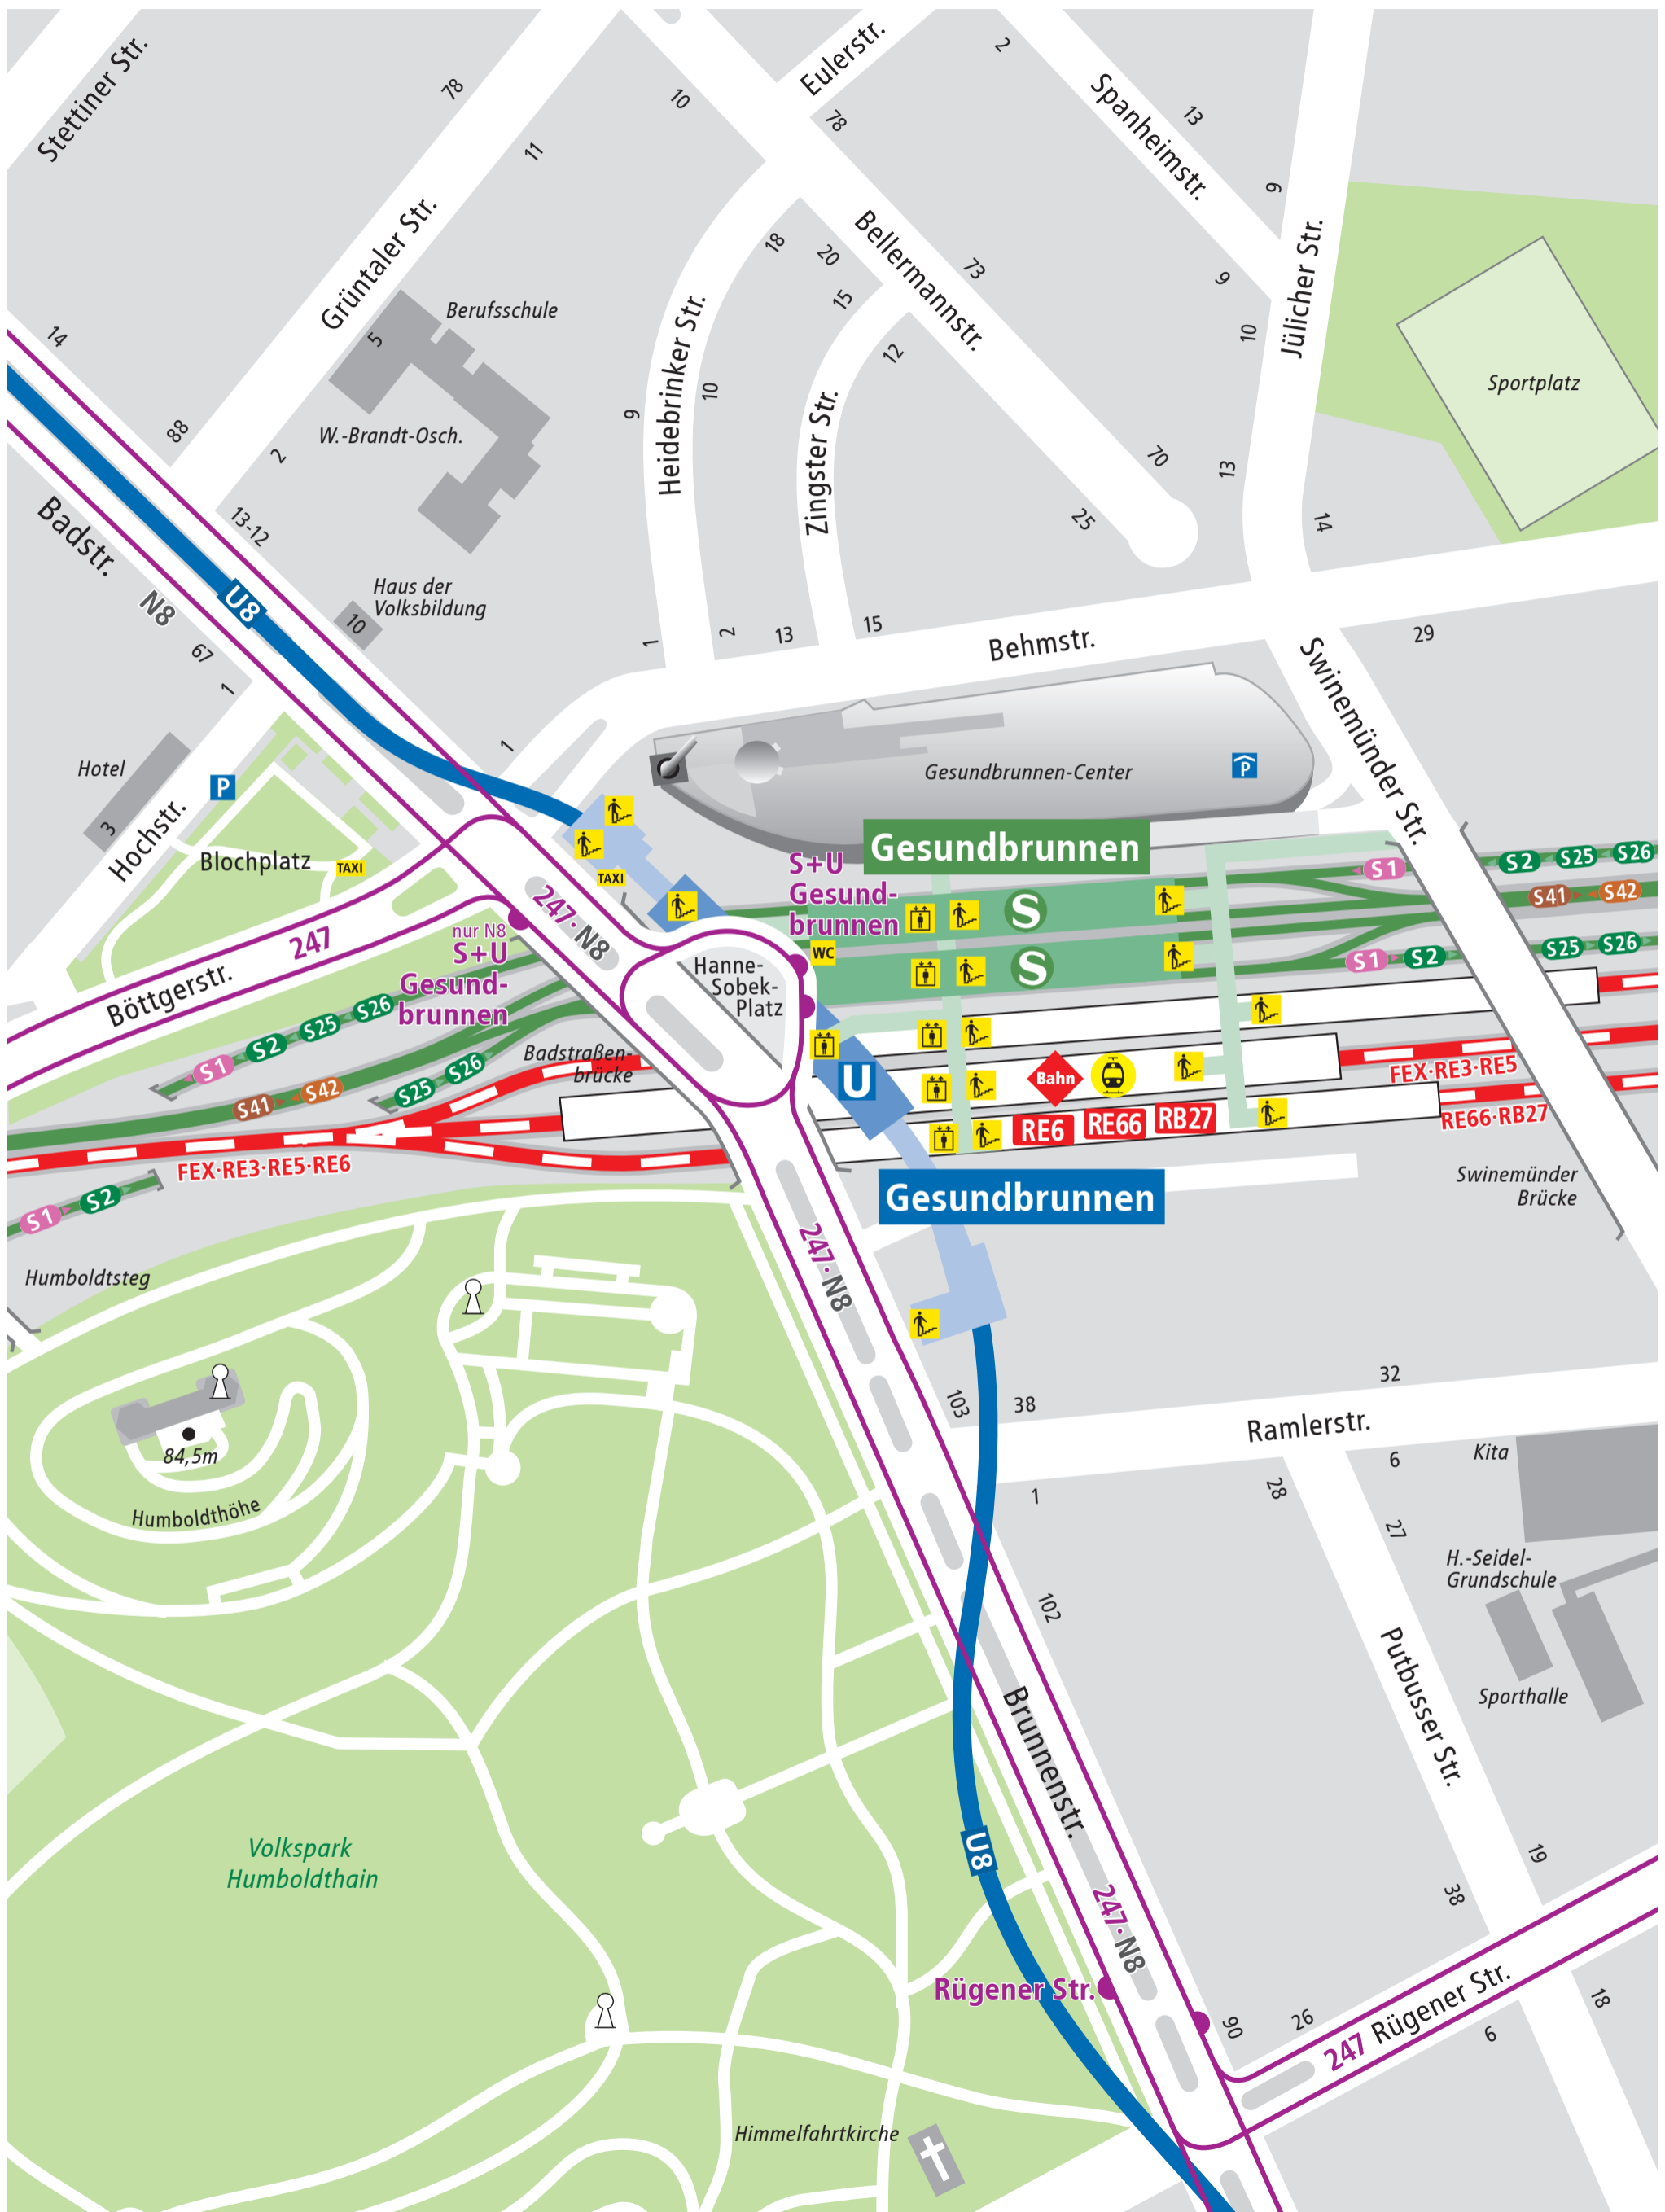 Stettiner Str.
78
11
Grüntaler Str.
10
Eulerstr.
78
2
Spanheimstr.
13
9
9
Jülicher Str.
10
13
14
Sportplatz
Berufsschule
5
W.-Brandt-Osch.
14
88
2
13-12
Heidebrinker Str.
9
10
18
20
15
12
Zingster Str.
Bellermannstr.
73
70
25
Badstr.
N8
U8
67
1
Haus der
Volksbildung
10
1
2
13
15
Behmstr.
29
Swinemünder Str.
Hotel
3
Hochstr.
P
Blochplatz
TAXI
1
TAXI
Gesundbrunnen-Center
P
Gesundbrunnen
S+U
Gesund-
brunnen
WC
S
S
S1
S2
S25
S26
S41
S42
S1
S2
S25
S26
247
Böttgerstr.
247·N8
nur N8
S+U
Gesund-
brunnen
Hanne-
Sobek-
Platz
S1
S2
S25
S26
S41
S42
S25
S26
Badstraßen-
brücke
FEX·RE3·RE5·RE6
S1
S2
U
Bahn
RE6
RE66
RB27
FEX·RE3·RE5
RE66·RB27
Gesundbrunnen
Swinemünder
Brücke
Humboldtsteg
247·N8
84,5m
Humboldthöhe
103
38
32
Ramlerstr.
1
6
28
27
Kita
H.-Seidel-
Grundschule
Sporthalle
Putbusser Str.
102
Brunnenstr.
U8
Volkspark
Humboldthain
247·N8
Rügener Str.
19
38
90
26
247 Rügener Str.
6
18
Himmelfahrtkirche